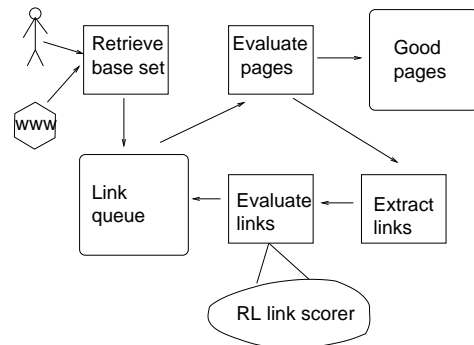 Retrieve
base set
Evaluate
pages
Good
pages
www
Link
queue
Evaluate
links
Extract
links
RL link scorer